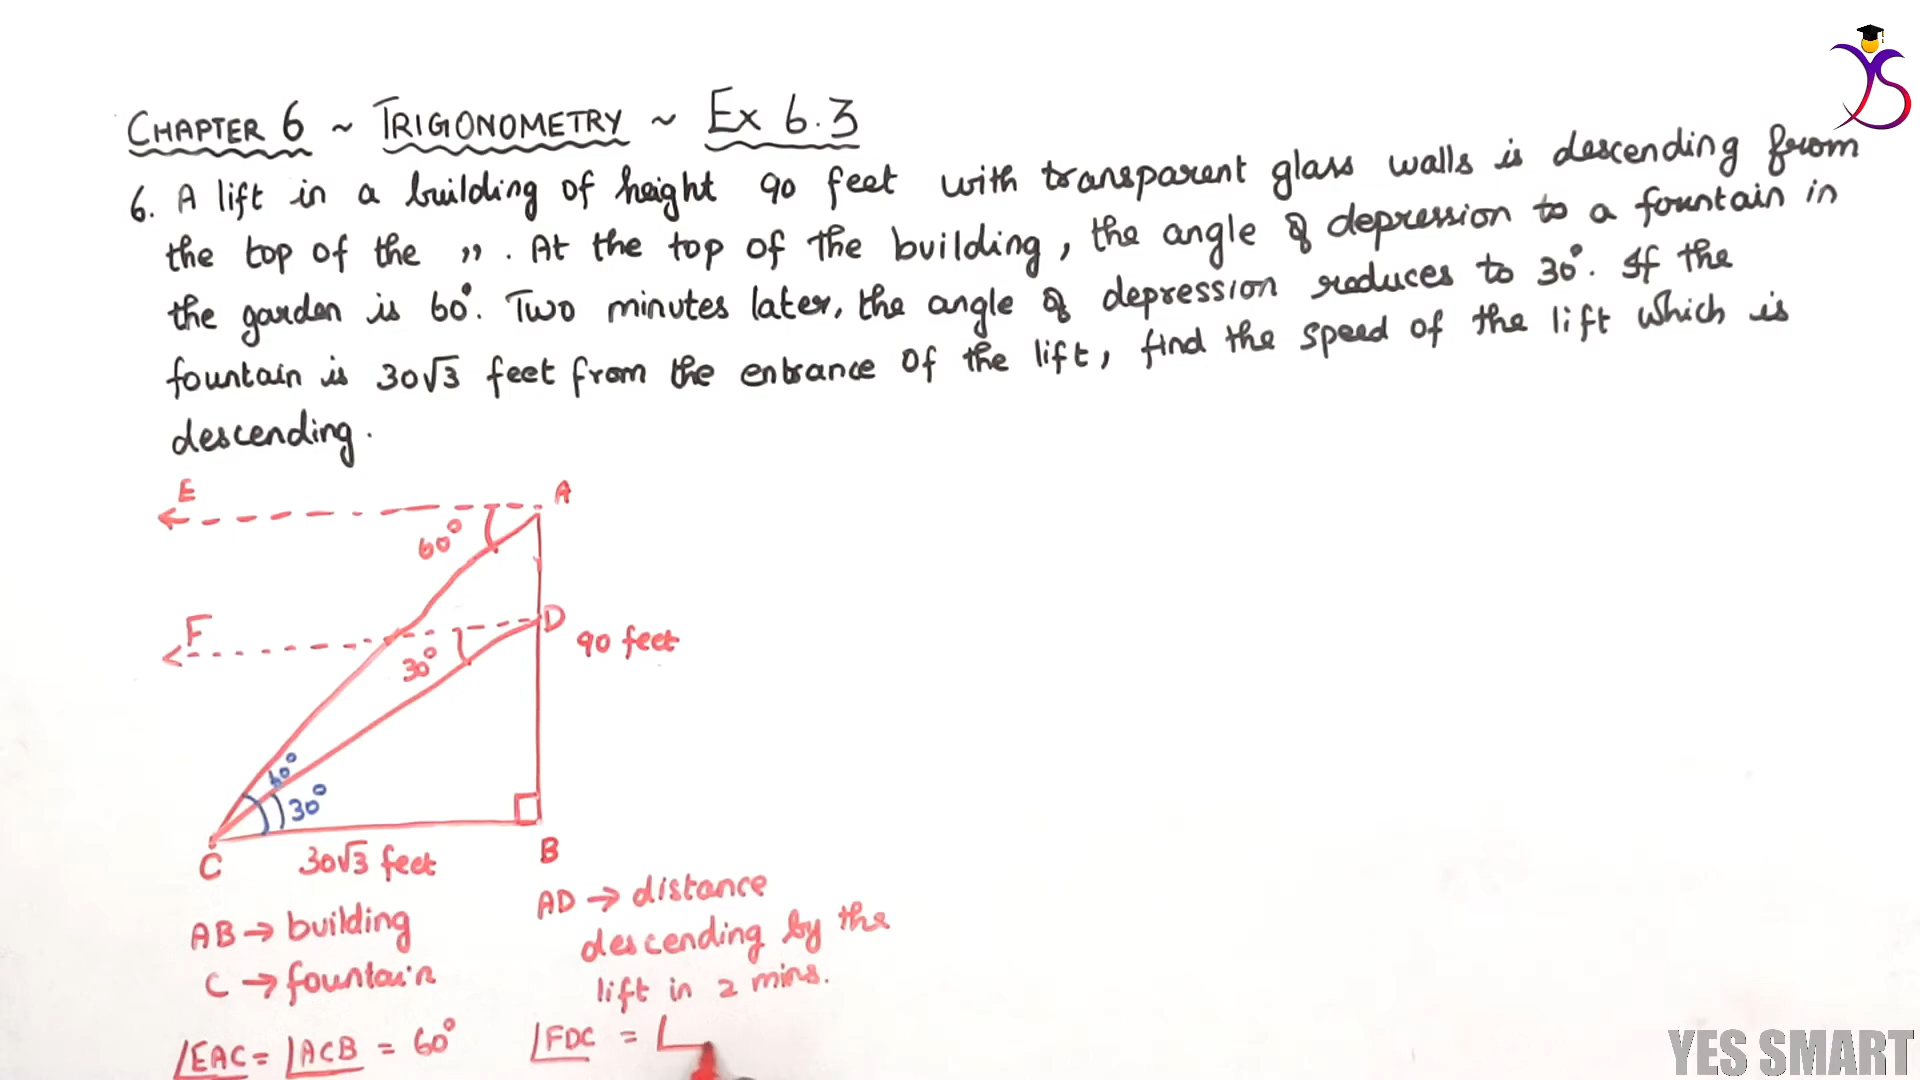 CHAPTER 6 ~ TRIGONOMETRY ~ Ex 6.3
6. A lift in a building of height 90 feet with transparent glass walls is descending from
the top of the ,, . At the top of the building, the angle of depression to a fountain in
the garden is 60°. Two minutes later, the angle of depression reduces to 30°. If the
fountain is 30√3 feet from the entrance of the lift, find the speed of the lift which is
descending.
E
A
60°
F
D
90 feet
30°
60°
30°
C
30√3 feet
B
AB → building
C → fountain
AD → distance
descending by the
lift in 2 mins.
∠EAC = ∠ACB = 60°
∠FDC = ∠
YS
YES SMART